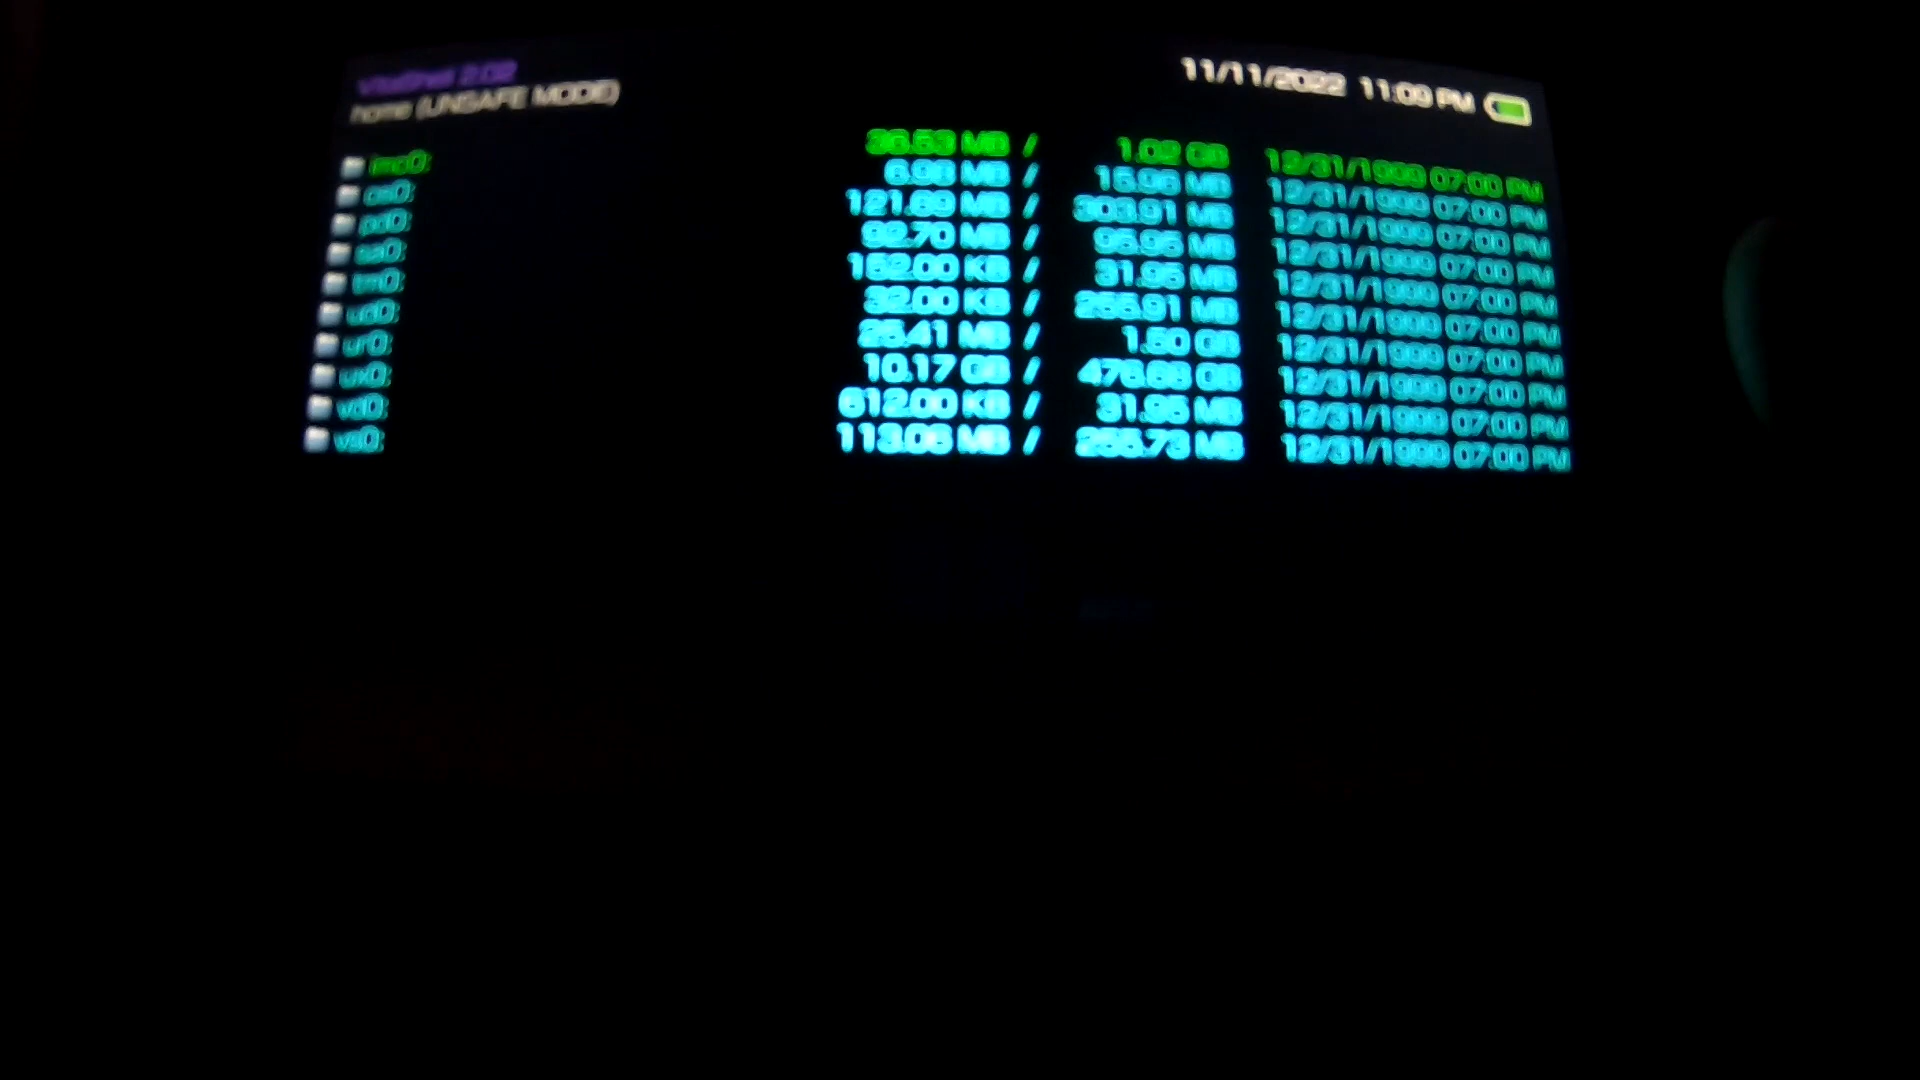 VitaShell 2.02
home (UNSAFE MODE)
11/11/2022 11:09 PM
imc0: 36.53 MB / 1.02 GB 12/31/1999 07:00 PM
os0: 6.98 MB / 15.96 MB 12/31/1999 07:00 PM
pd0: 121.69 MB / 303.91 MB 12/31/1999 07:00 PM
sa0: 92.70 MB / 95.95 MB 12/31/1999 07:00 PM
tm0: 152.00 KB / 31.95 MB 12/31/1999 07:00 PM
ud0: 32.00 KB / 255.91 MB 12/31/1999 07:00 PM
ur0: 25.41 MB / 1.50 GB 12/31/1999 07:00 PM
ux0: 10.17 GB / GB 12/31/1999 07:00 PM
vd0: 612.00 KB / 31.95 MB 12/31/1999 07:00 PM
vs0: 113.06 MB / 255.73 MB 12/31/1999 07:00 PM